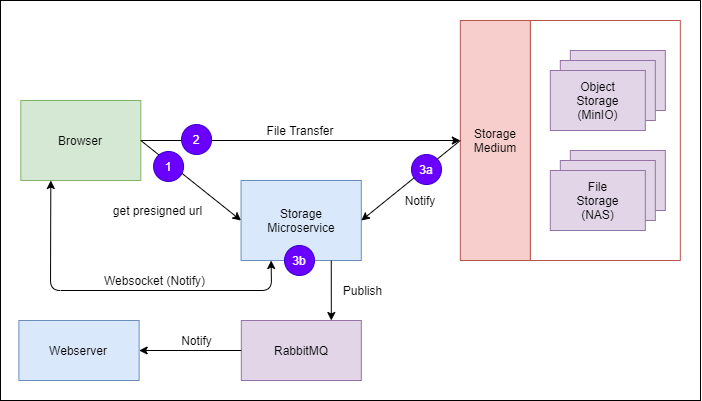 Browser
2
File Transfer
1
get presigned url
Storage
Microservice
3b
3a
Notify
Storage
Medium
Object
Storage
(MinIO)
File
Storage
(NAS)
Websocket (Notify)
Publish
Webserver
Notify
RabbitMQ